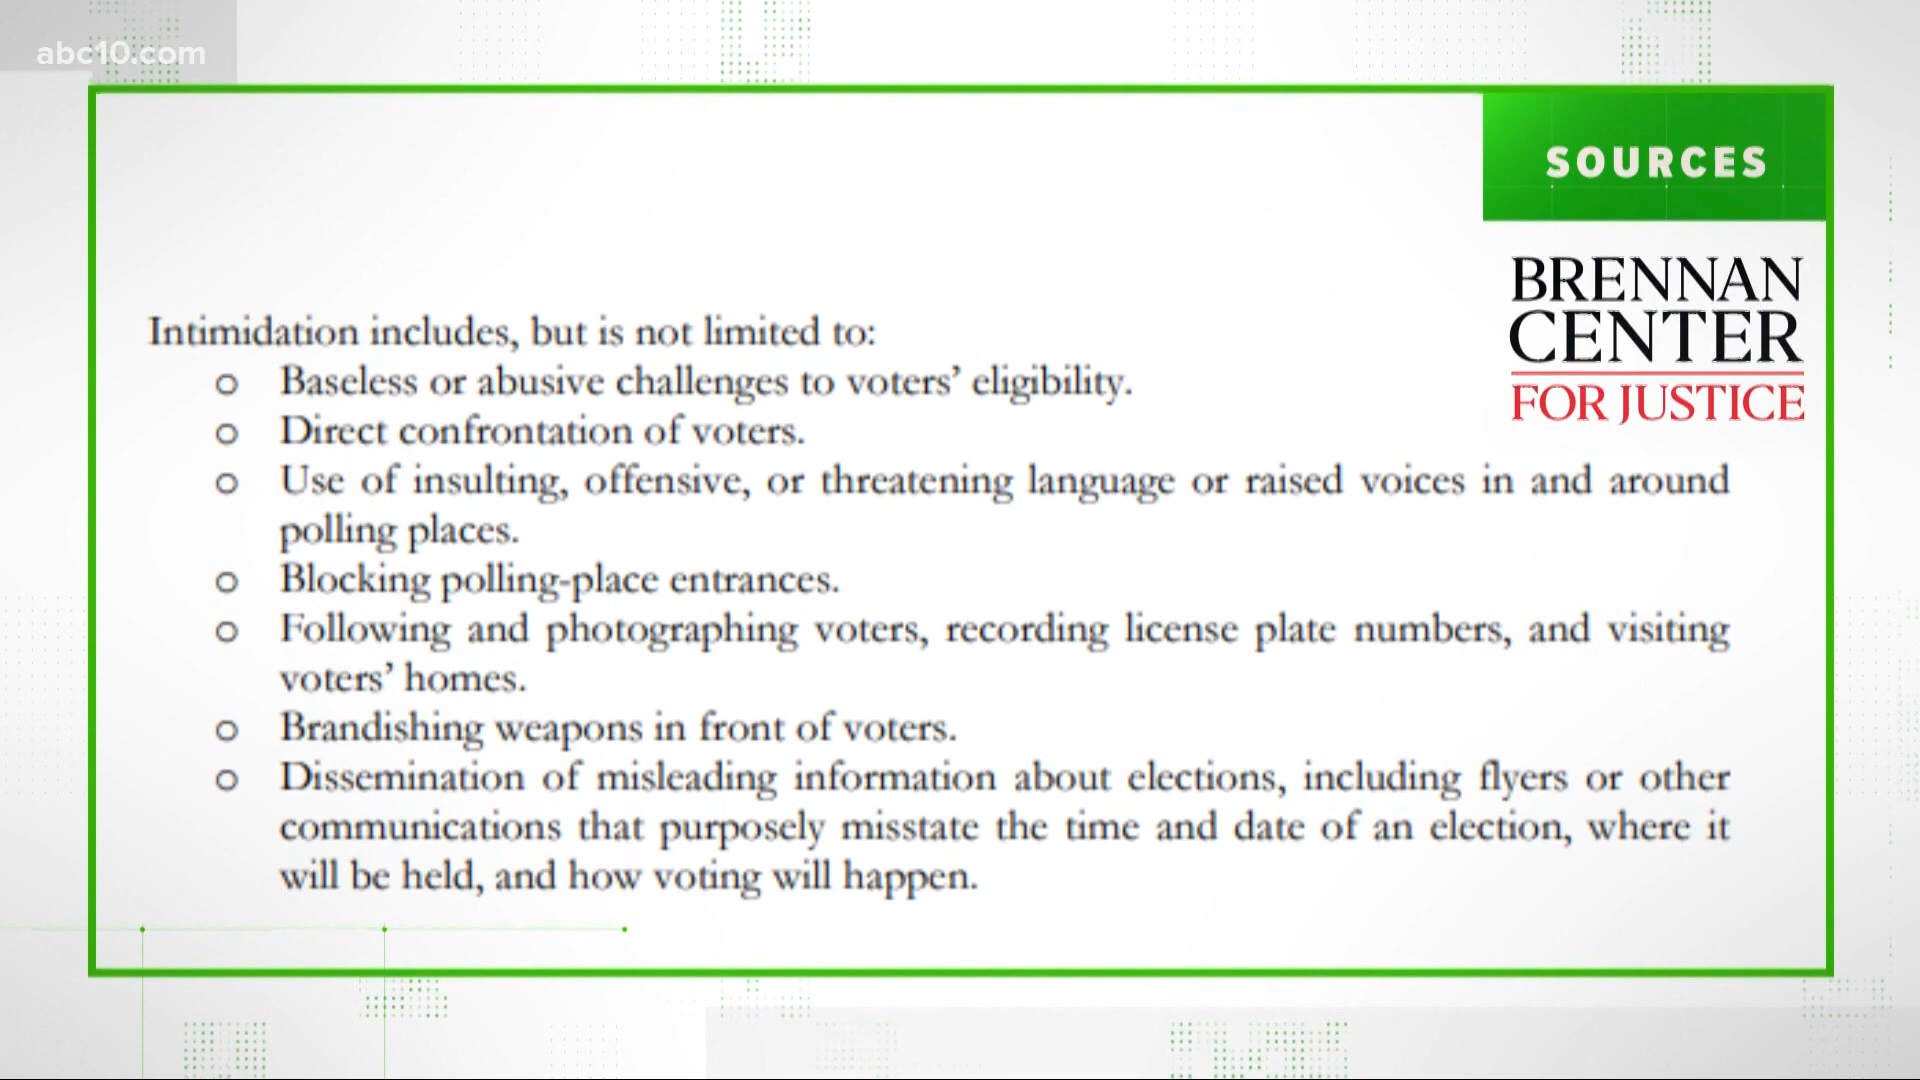 abc10.com
SOURCES
BRENNAN
CENTER
FOR JUSTICE
Intimidation includes, but is not limited to:
o Baseless or abusive challenges to voters’ eligibility.
o Direct confrontation of voters.
o Use of insulting, offensive, or threatening language or raised voices in and around
polling places.
o Blocking polling-place entrances.
o Following and photographing voters, recording license plate numbers, and visiting
voters’ homes.
o Brandishing weapons in front of voters.
o Dissemination of misleading information about elections, including flyers or other
communications that purposely misstate the time and date of an election, where it
will be held, and how voting will happen.